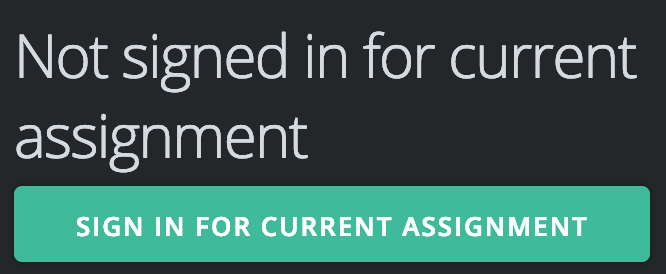 Not signed in for current
assignment
SIGN IN FOR CURRENT ASSIGNMENT